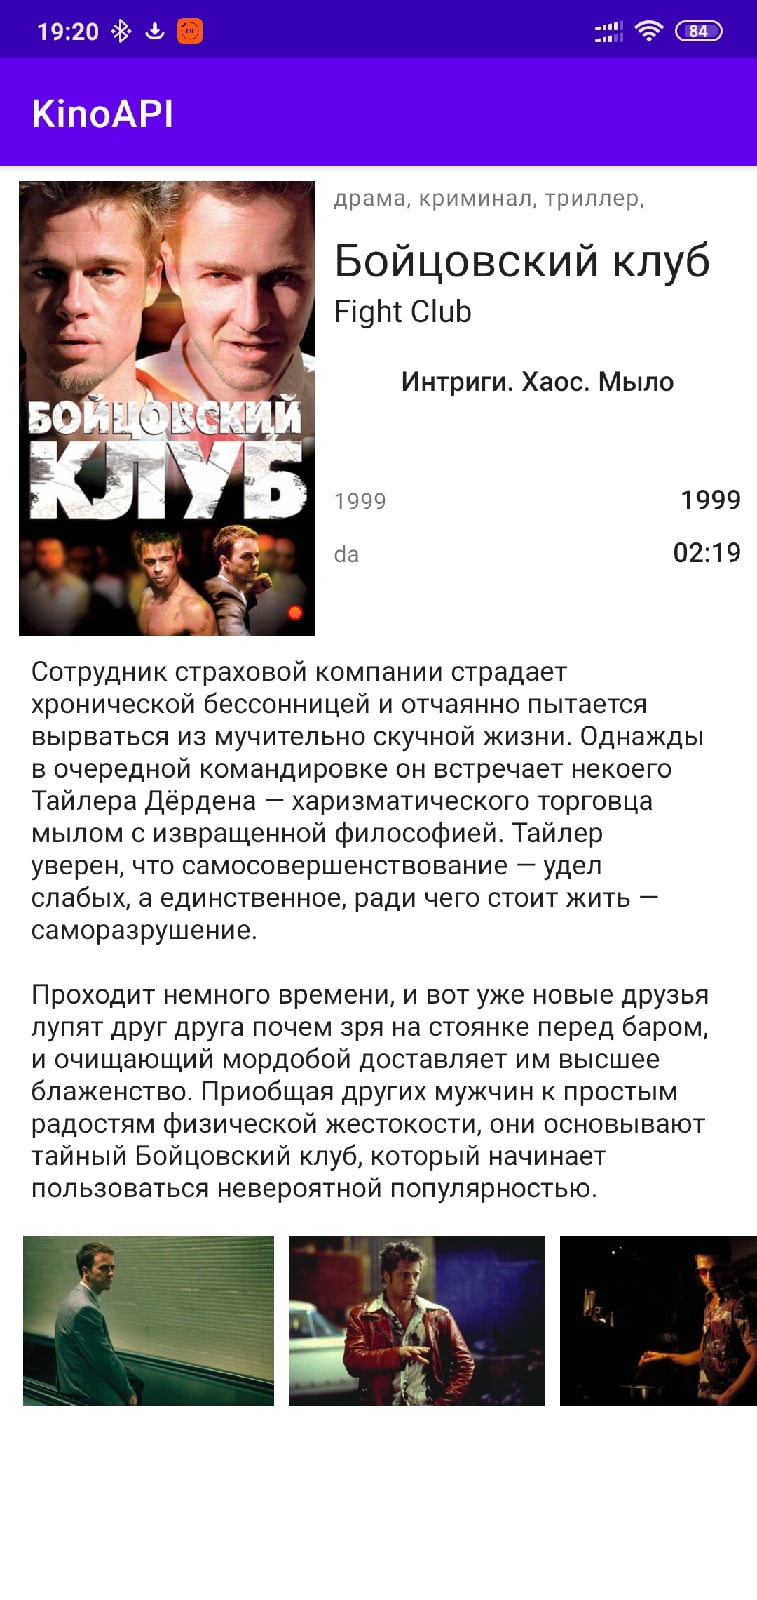 19:20
84
KinoAPI
драма, криминал, триллер,
Бойцовский клуб
Fight Club
Интриги. Хаос. Мыло
БОЙЦОВСКИЙ
КЛУБ
1999 1999
da 02:19
Сотрудник страховой компании страдает
хронической бессонницей и отчаянно пытается
вырваться из мучительно скучной жизни. Однажды
в очередной командировке он встречает некоего
Тайлера Дёрдена — харизматического торговца
мылом с извращенной философией. Тайлер
уверен, что самосовершенствование — удел
слабых, а единственное, ради чего стоит жить —
саморазрушение.
Проходит немного времени, и вот уже новые друзья
лупят друг друга почем зря на стоянке перед баром,
и очищающий мордобой доставляет им высшее
блаженство. Приобщая других мужчин к простым
радостям физической жестокости, они основывают
тайный Бойцовский клуб, который начинает
пользоваться невероятной популярностью.